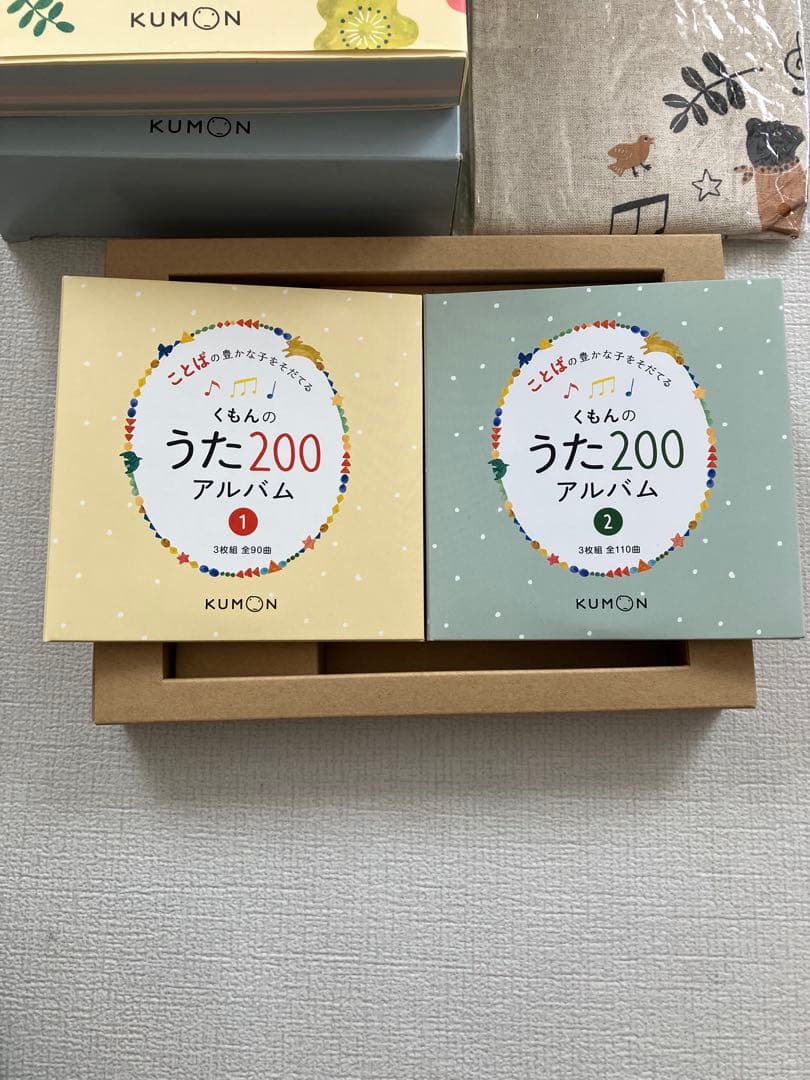 KUMON
KUMON
ことばの豊かな子をそだてる
くもんの
うた200
アルバム
1
3枚組 全90曲
KUMON
ことばの豊かな子をそだてる
くもんの
うた200
アルバム
2
3枚組 全110曲
KUMON